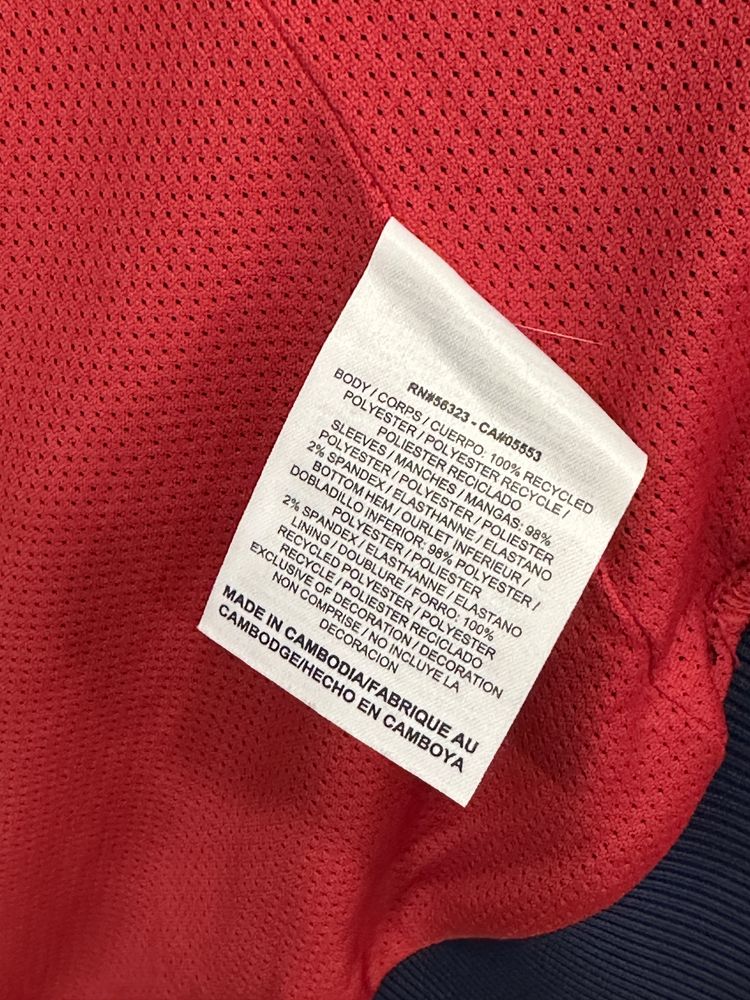 RN#56323 - CA#05553
BODY / CORPS / CUERPO: 100% RECYCLED
POLYESTER / POLYESTER RECYCLE /
POLIESTER RECICLADO
SLEEVES / MANCHES / MANGAS: 98%
POLYESTER / POLYESTER / POLIESTER
2% SPANDEX / ELASTHANNE / ELASTANO
BOTTOM HEM / OURLET INFERIEUR /
DOBLADILLO INFERIOR: 98% POLYESTER /
POLYESTER / POLIESTER
2% SPANDEX / ELASTHANNE / ELASTANO
LINING / DOUBLURE / FORRO: 100%
RECYCLED POLYESTER / POLYESTER
RECYCLE / POLIESTER RECICLADO
EXCLUSIVE OF DECORATION / DECORATION
NON COMPRISE / NO INCLUYE LA
DECORACION
MADE IN CAMBODIA/FABRIQUE AU
CAMBODGE/HECHO EN CAMBOYA